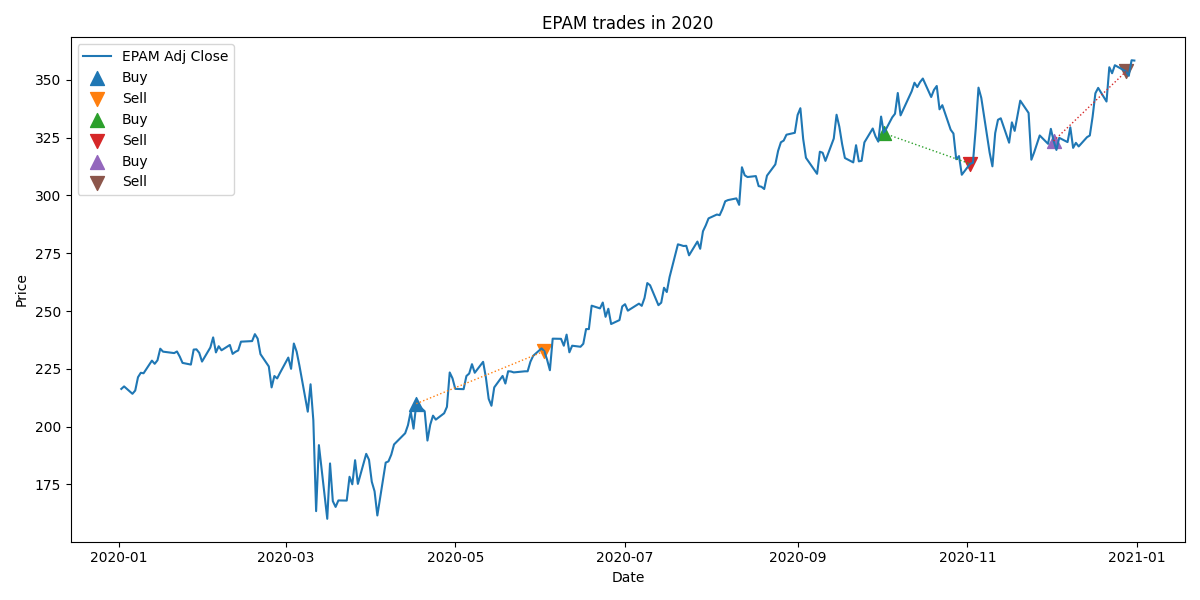 EPAM trades in 2020
EPAM Adj Close
Buy
Sell
Buy
Sell
Buy
Sell
Price
350
325
300
275
250
225
200
175
2020-01
2020-03
2020-05
2020-07
2020-09
2020-11
2021-01
Date